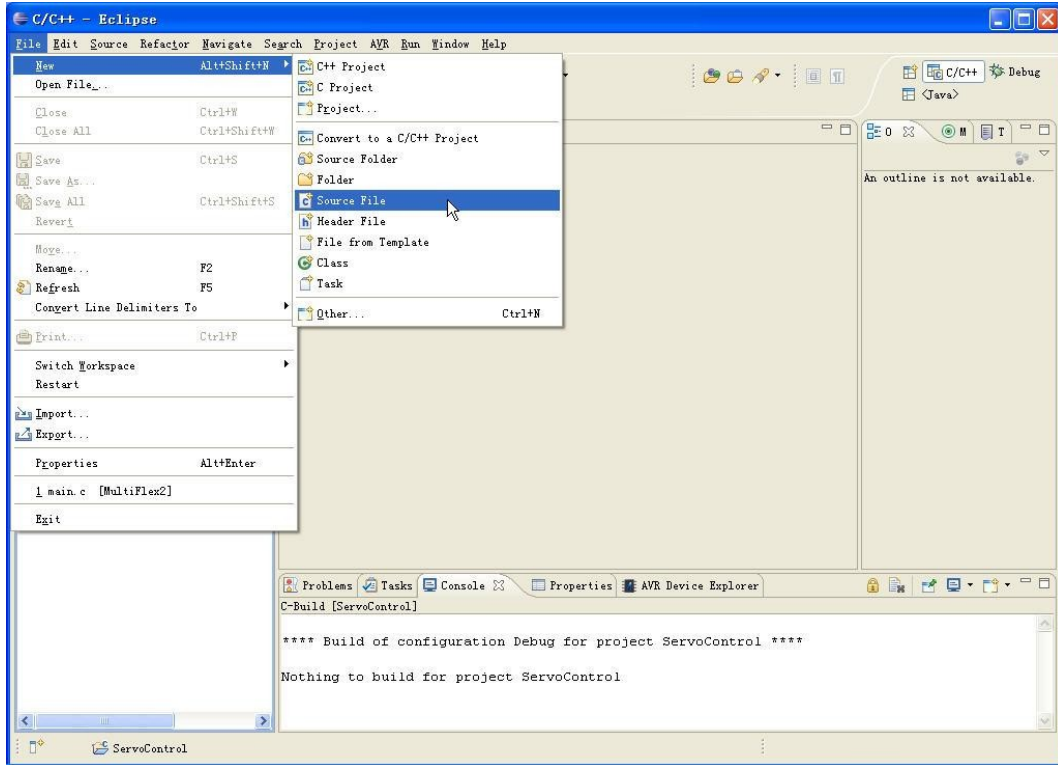 C/C++ - Eclipse
File Edit Source Refactor Navigate Search Project AVR Run Window Help
New Alt+Shift+N
Open File...
Close Ctrl+W
Close All Ctrl+Shift+W
Save Ctrl+S
Save As...
Save All Ctrl+Shift+S
Revert
Move...
Rename... F2
Refresh F5
Convert Line Delimiters To
Print... Ctrl+P
Switch Workspace
Restart
Import...
Export...
Properties Alt+Enter
1 main.c [MultiFlex2]
Exit
C++ Project
C Project
Project...
Convert to a C/C++ Project
Source Folder
Folder
Source File
Header File
File from Template
Class
Task
Other... Ctrl+N
C/C++ Debug
<Java>
O M T
An outline is not available.
Problems Tasks Console Properties AVR Device Explorer
C-Build [ServoControl]
**** Build of configuration Debug for project ServoControl ****
Nothing to build for project ServoControl
ServoControl